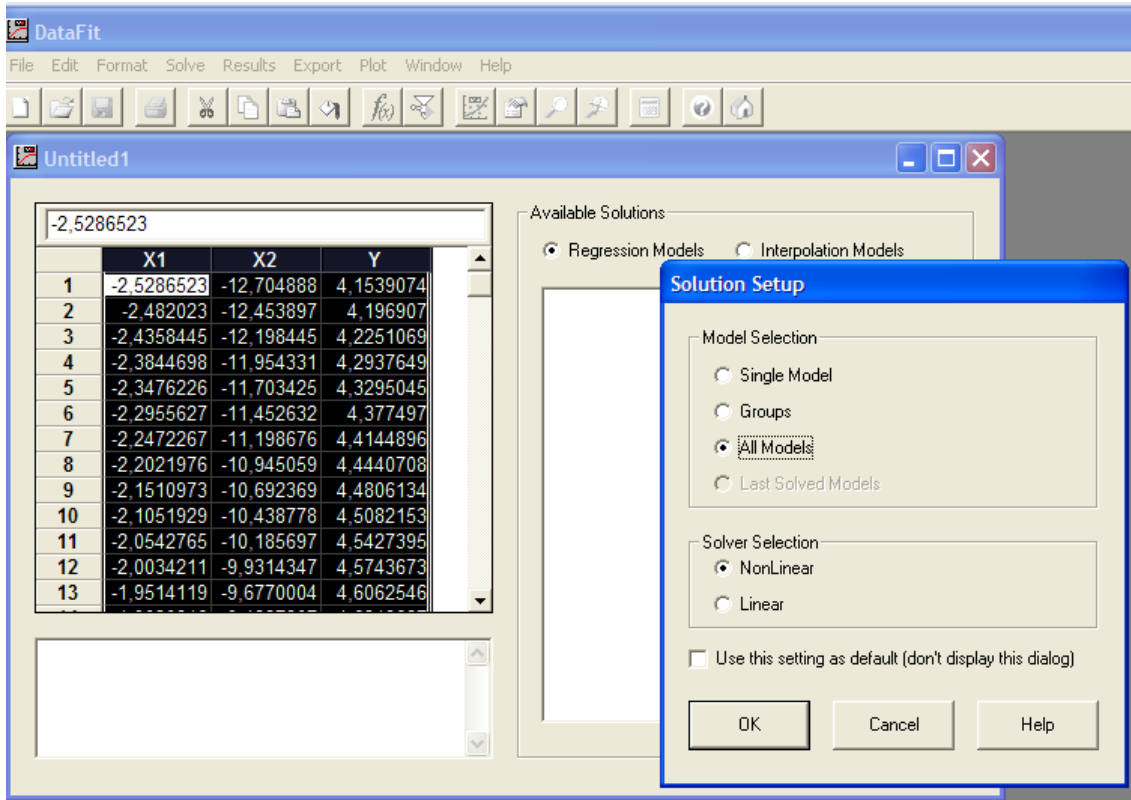 DataFit
File Edit Format Solve Results Export Plot Window Help
f(x)
Untitled1
-2,5286523
X1 X2 Y
1 -2,5286523 -12,704888 4,1539074
2 -2,482023 -12,453897 4,196907
3 -2,4358445 -12,198445 4,2251069
4 -2,3844698 -11,954331 4,2937649
5 -2,3476226 -11,703425 4,3295045
6 -2,2955627 -11,452632 4,377497
7 -2,2472267 -11,198676 4,4144896
8 -2,2021976 -10,945059 4,4440708
9 -2,1510973 -10,692369 4,4806134
10 -2,1051929 -10,438778 4,5082153
11 -2,0542765 -10,185697 4,5427395
12 -2,0034211 -9,9314347 4,5743673
13 -1,9514119 -9,6770004 4,6062546
Available Solutions
Regression Models Interpolation Models
Solution Setup
Model Selection
Single Model
Groups
All Models
Last Solved Models
Solver Selection
NonLinear
Linear
Use this setting as default (don't display this dialog)
OK Cancel Help